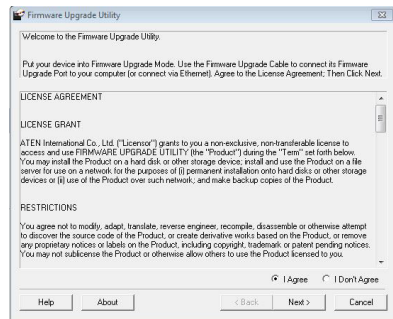 Firmware Upgrade Utility
Welcome to the Firmware Upgrade Utility.
Put your device into Firmware Upgrade Mode. Use the Firmware Upgrade Cable to connect its Firmware
Upgrade Port to your computer (or connect via Ethernet). Agree to the License Agreement; Then Click Next.
LICENSE AGREEMENT
LICENSE GRANT
ATEN International Co., Ltd. ("Licensor") grants to you a non-exclusive, non-transferable license to
access and use FIRMWARE UPGRADE UTILITY (the "Product") during the "Term" set forth below.
You may install the Product on a hard disk or other storage device; install and use the Product on a file
server for use on a network for the purposes of (i) permanent installation onto hard disks or other storage
devices or (ii) use of the Product over such network; and make backup copies of the Product.
RESTRICTIONS
You agree not to modify, adapt, translate, reverse engineer, recompile, disassemble or otherwise attempt
to discover the source code of the Product, or create derivative works based on the Product, or remove
any proprietary notices or labels on the Product, including copyright, trademark or patent pending notices.
You may not sublicense the Product or otherwise allow others to use the Product licensed to you.
I Agree I Don't Agree
Help About < Back Next > Cancel